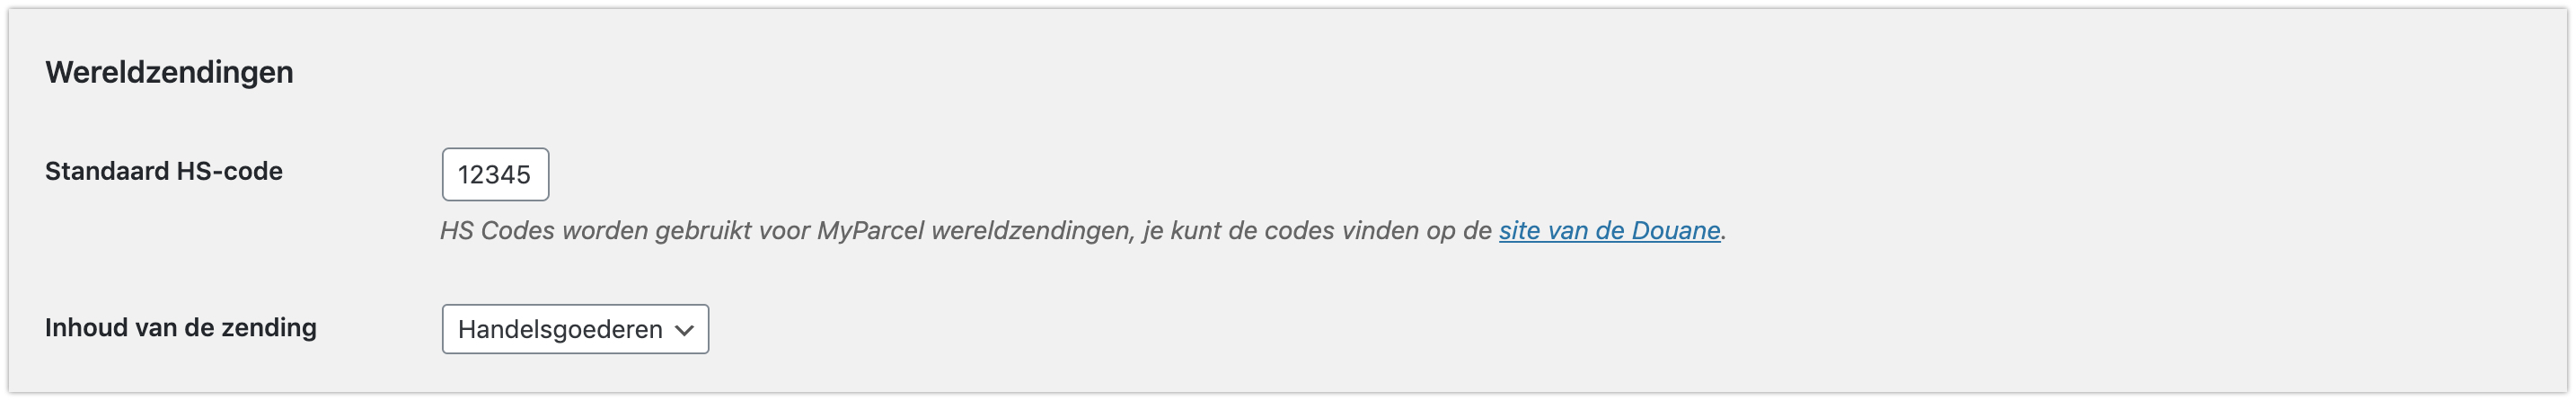 Wereldzendingen
Standaard HS-code
12345
HS Codes worden gebruikt voor MyParcel wereldzendingen, je kunt de codes vinden op de site van de Douane.
Inhoud van de zending
Handelsgoederen